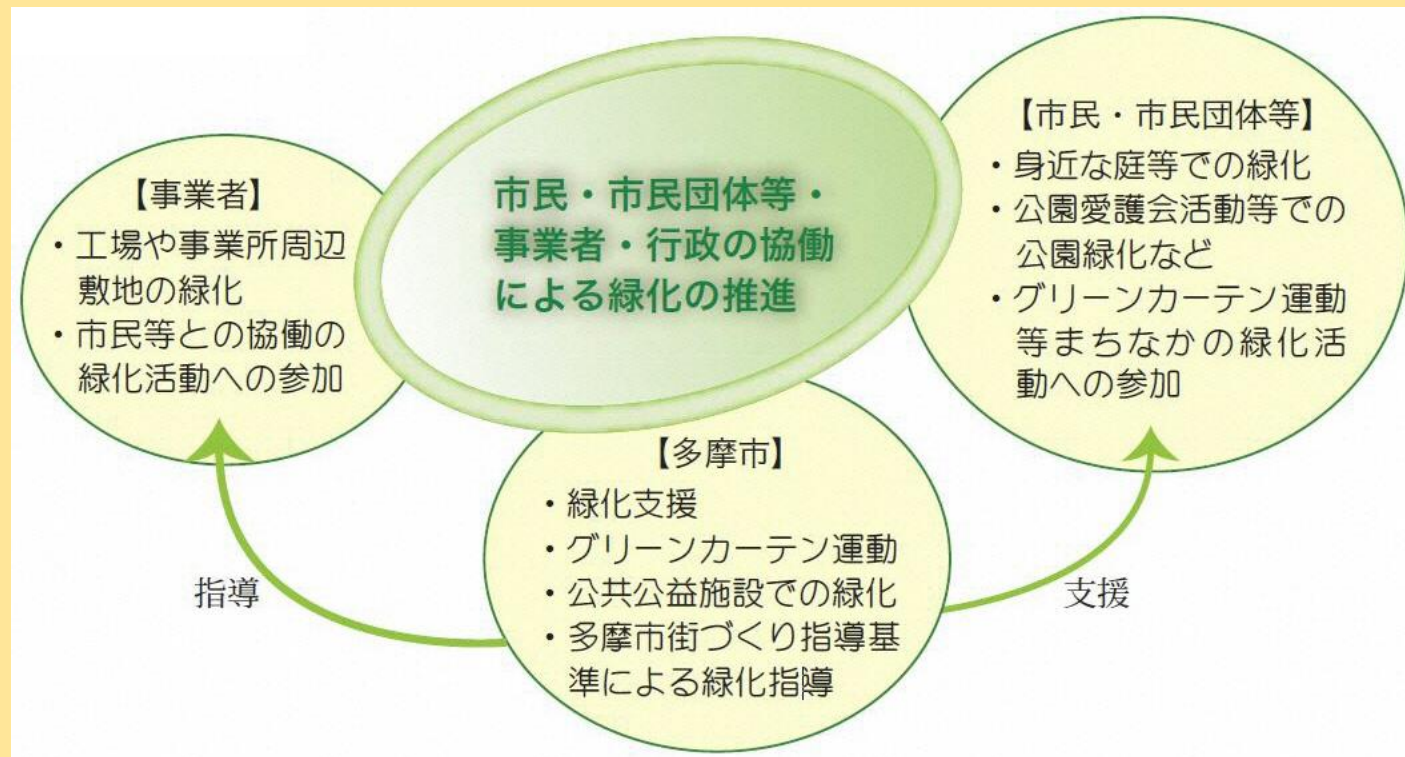 市民・市民団体等・
事業者・行政の協働
による緑化の推進
【事業者】
・工場や事業所周辺
敷地の緑化
・市民等との協働の
緑化活動への参加
【市民・市民団体等】
・身近な庭等での緑化
・公園愛護会活動等での
公園緑化など
・グリーンカーテン運動
等まちなかの緑化活
動への参加
【多摩市】
・緑化支援
・グリーンカーテン運動
・公共公益施設での緑化
・多摩市街づくり指導基
準による緑化指導
指導
支援